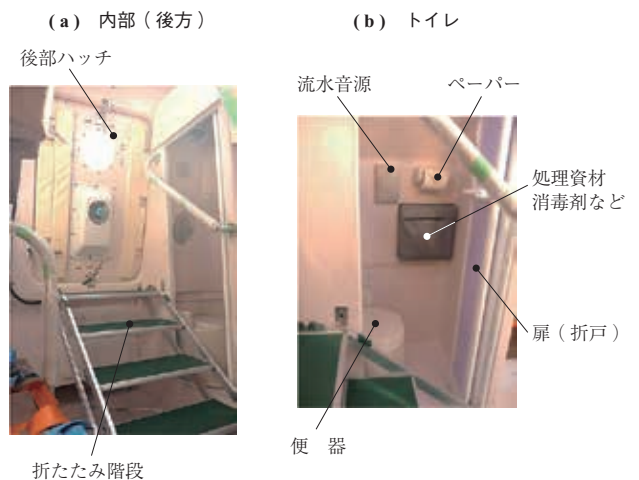 (a) 内部(後方)
後部ハッチ
折たたみ階段
(b) トイレ
流水音源
ペーパー
処理資材
消毒剤など
扉(折戸)
便 器